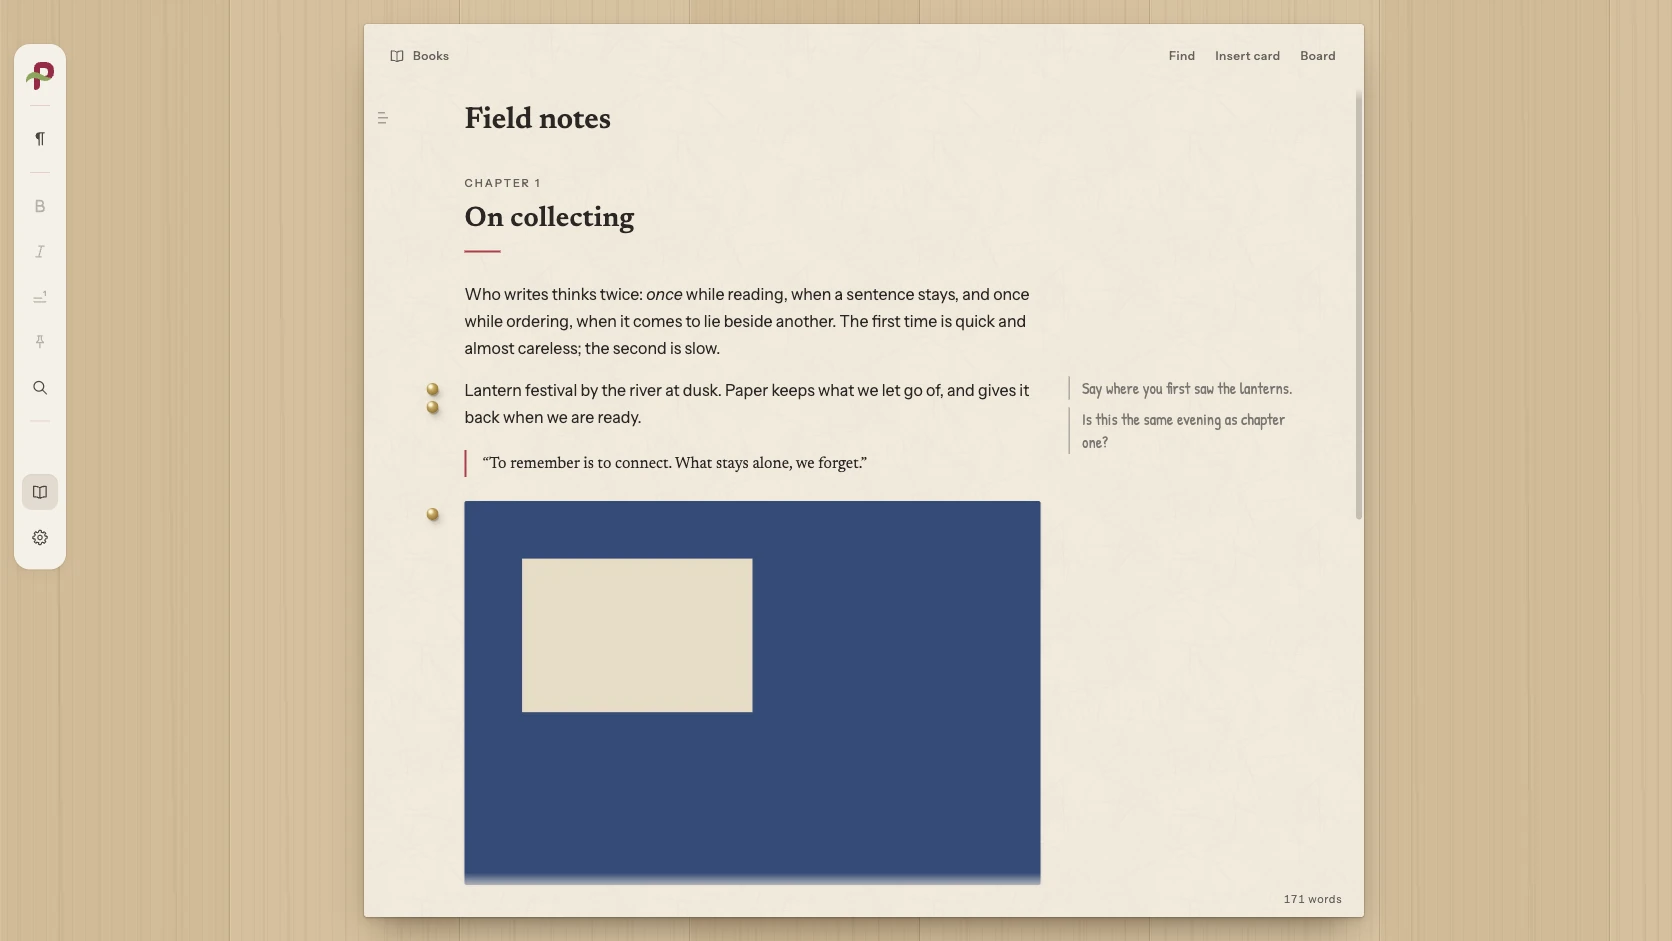 Books
Find
Insert card
Board
Field notes
CHAPTER 1
On collecting
Who writes thinks twice: once while reading, when a sentence stays, and once
while ordering, when it comes to lie beside another. The first time is quick and
almost careless; the second is slow.
Lantern festival by the river at dusk. Paper keeps what we let go of, and gives it
back when we are ready.
Say where you first saw the lanterns.
Is this the same evening as chapter
one?
“To remember is to connect. What stays alone, we forget.”
171 words